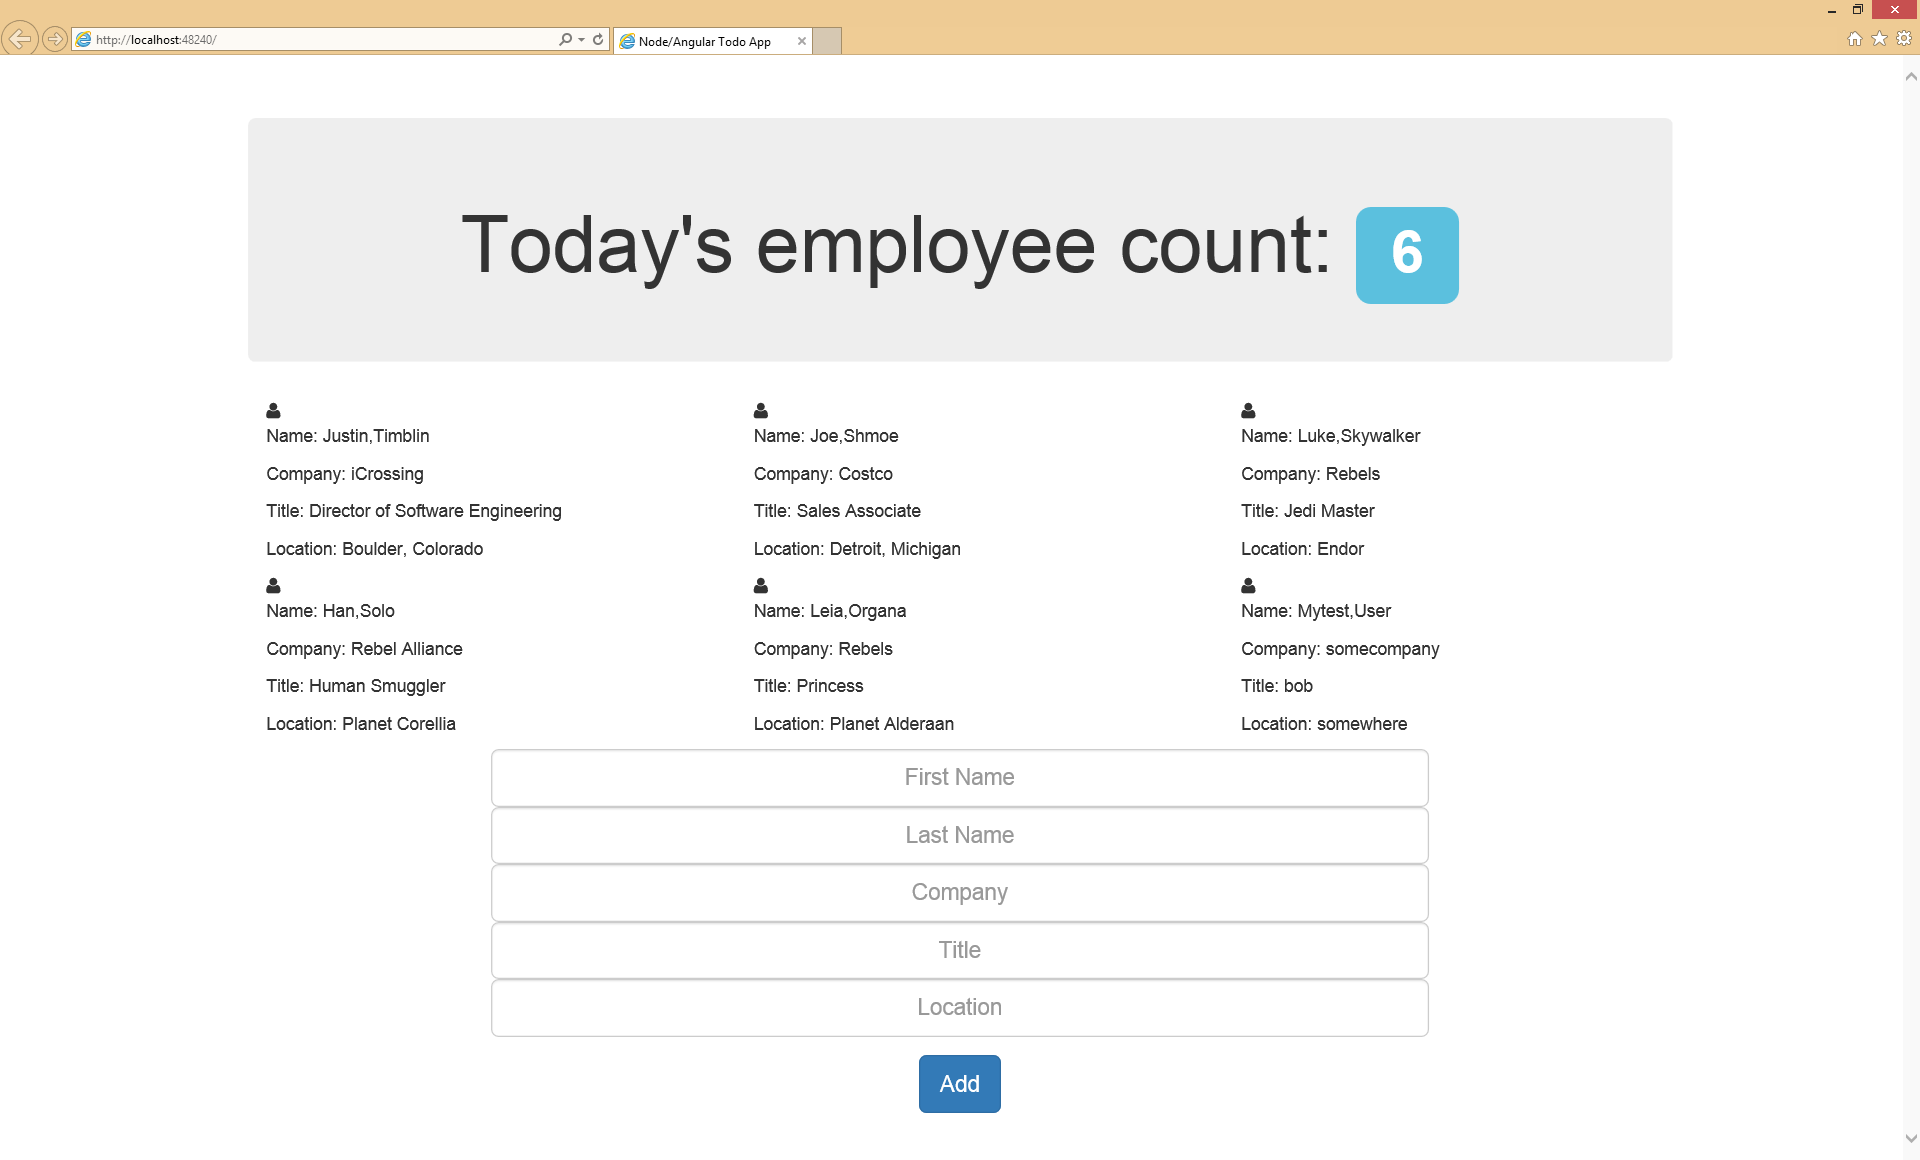 http://localhost:48240/
Node/Angular Todo App
Today's employee count: 6
Name: Justin,Timblin
Company: iCrossing
Title: Director of Software Engineering
Location: Boulder, Colorado
Name: Joe,Shmoe
Company: Costco
Title: Sales Associate
Location: Detroit, Michigan
Name: Luke,Skywalker
Company: Rebels
Title: Jedi Master
Location: Endor
Name: Han,Solo
Company: Rebel Alliance
Title: Human Smuggler
Location: Planet Corellia
Name: Leia,Organa
Company: Rebels
Title: Princess
Location: Planet Alderaan
Name: Mytest,User
Company: somecompany
Title: bob
Location: somewhere
First Name
Last Name
Company
Title
Location
Add